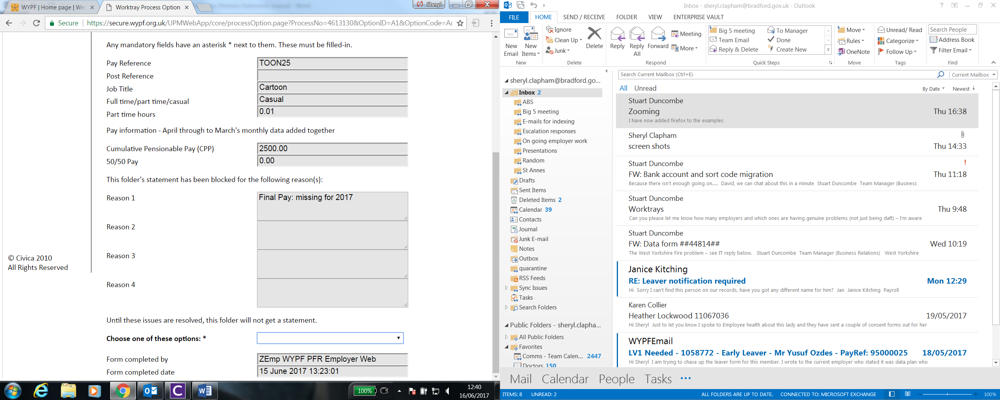 WYPF | Home page | Wes
Worktray Process Option
Sheryl
Secure
https://secure.wypf.org.uk/UPMWebApp/core/processOption.page?ProcessNo=4613130&OptionID=A1&OptionCode=Ac
Any mandatory fields have an asterisk * next to them. These must be filled-in.
Pay Reference TOON25
Post Reference
Job Title Cartoon
Full time/part time/casual Casual
Part time hours 0.01
Pay information - April through to March's monthly data added together
Cumulative Pensionable Pay (CPP) 2500.00
50/50 Pay 0.00
This folder's statement has been blocked for the following reason(s):
Reason 1 Final Pay: missing for 2017
Reason 2
Reason 3
© Civica 2010
All Rights Reserved
Reason 4
Until these issues are resolved, this folder will not get a statement.
Choose one of these options: *
Form completed by ZEmp WYPF PFR Employer Web
Form completed date 15 June 2017 13:23:01
100%
12:40
16/06/2017
Inbox - sheryl.clapham@bradford.gov.uk - Outlook
FILE HOME SEND / RECEIVE FOLDER VIEW ENTERPRISE VAULT
New Email
New Items
New
Ignore
Clean Up
Junk
Delete
Delete
Reply
Reply All
Forward
Meeting
More
Respond
Big 5 meeting
Team Email
Reply & Delete
To Manager
Done
Create New
Quick Steps
Move
Rules
OneNote
Move
Unread/ Read
Categorize
Follow Up
Tags
Search People
Address Book
Filter Email
Find
sheryl.clapham@bradford.go...
Inbox 2
ABS
Big 5 meeting
E-mails for indexing
Escalation responses
On going employer work
Presentations
Random
St Annes
Drafts
Sent Items
Deleted Items 2
Calendar 39
Contacts
Journal
Junk E-mail
Notes
Outbox
quarantine
RSS Feeds
Sync Issues
Tasks
Search Folders
Public Folders - sheryl.clapha...
All Public Folders
Favorites
Comms - Team Calen... 2447
Doctors 150
Search Current Mailbox (Ctrl+E)
Current Mailbox
All Unread
By Date Newest
Stuart Duncombe
Zooming Thu 16:38
I have now added firefox to the examples
Sheryl Clapham
screen shots Thu 14:33
Stuart Duncombe !
FW: Bank account and sort code migration Thu 11:18
Because there isn't enough going on..... David, we can chat about this in a minute Stuart Duncombe Team Manager (Business
Stuart Duncombe
Worktrays Thu 9:48
Can you please let me know how many employers and which ones are having genuine problems (not just being daft) – I'm aware
Stuart Duncombe
FW: Data form ##44814## Wed 10:19
The West Yorkshire Fire problem – see IT reply below. Stuart Duncombe Team Manager (Business Relations) West Yorkshire
Janice Kitching
RE: Leaver notification required Mon 12:29
Hi Sorry I can't find this person on our records, have you got any different name for him? Jan Janice Kitching Payroll
Karen Collier
Heather Lockwood 11067036 19/05/2017
Hi Sheryl Just to let you know I spoke to Employee health about this lady and they have sent a couple of consent forms out for her
WYPFEmail
LV1 Needed - 1058772 - Early Leaver - Mr Yusuf Ozdes - PayRef: 95000025 18/05/2017
Hi Sheryl I am trying to chase up the leaver form for this member. I wrote to the current employer who stated it was data plan who
Mail Calendar People Tasks
ITEMS: 8 UNREAD: 2
ALL FOLDERS ARE UP TO DATE. CONNECTED TO: MICROSOFT EXCHANGE
100%